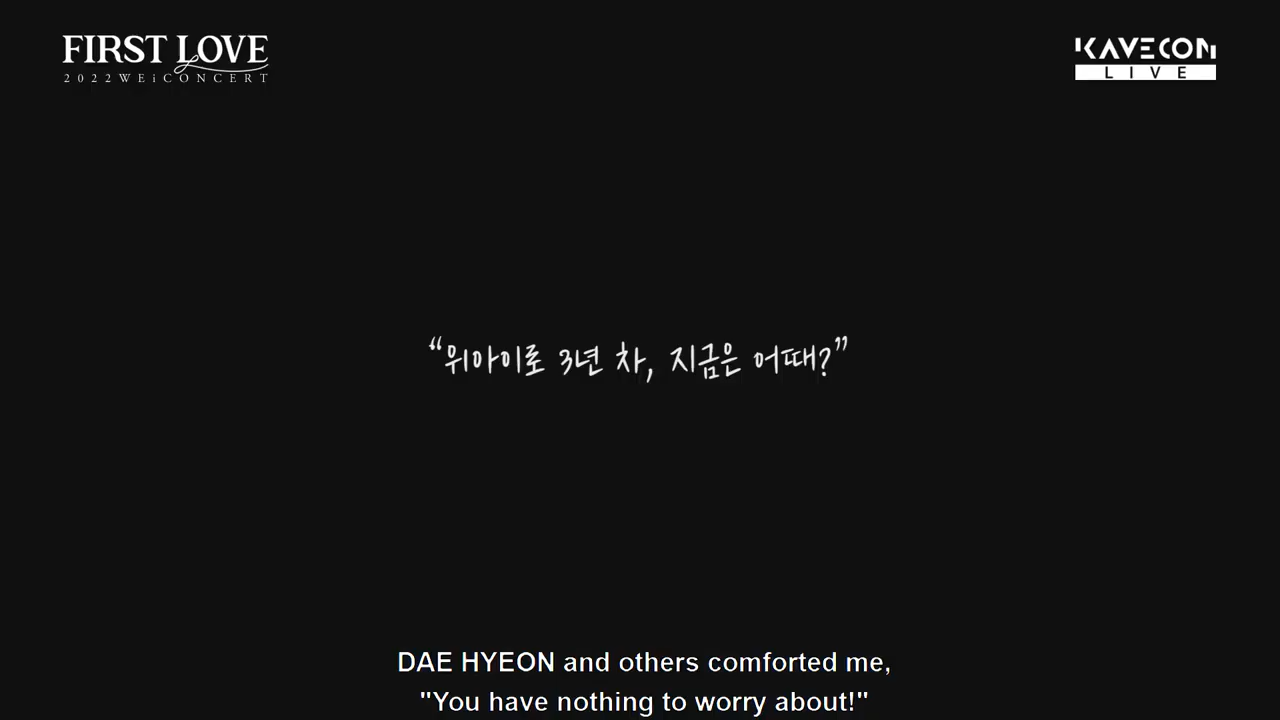 FIRST LOVE
2022 WEi CONCERT
KAVECON
LIVE
“위아이로 3년 차, 지금은 어때?”
DAE HYEON and others comforted me,
"You have nothing to worry about!"